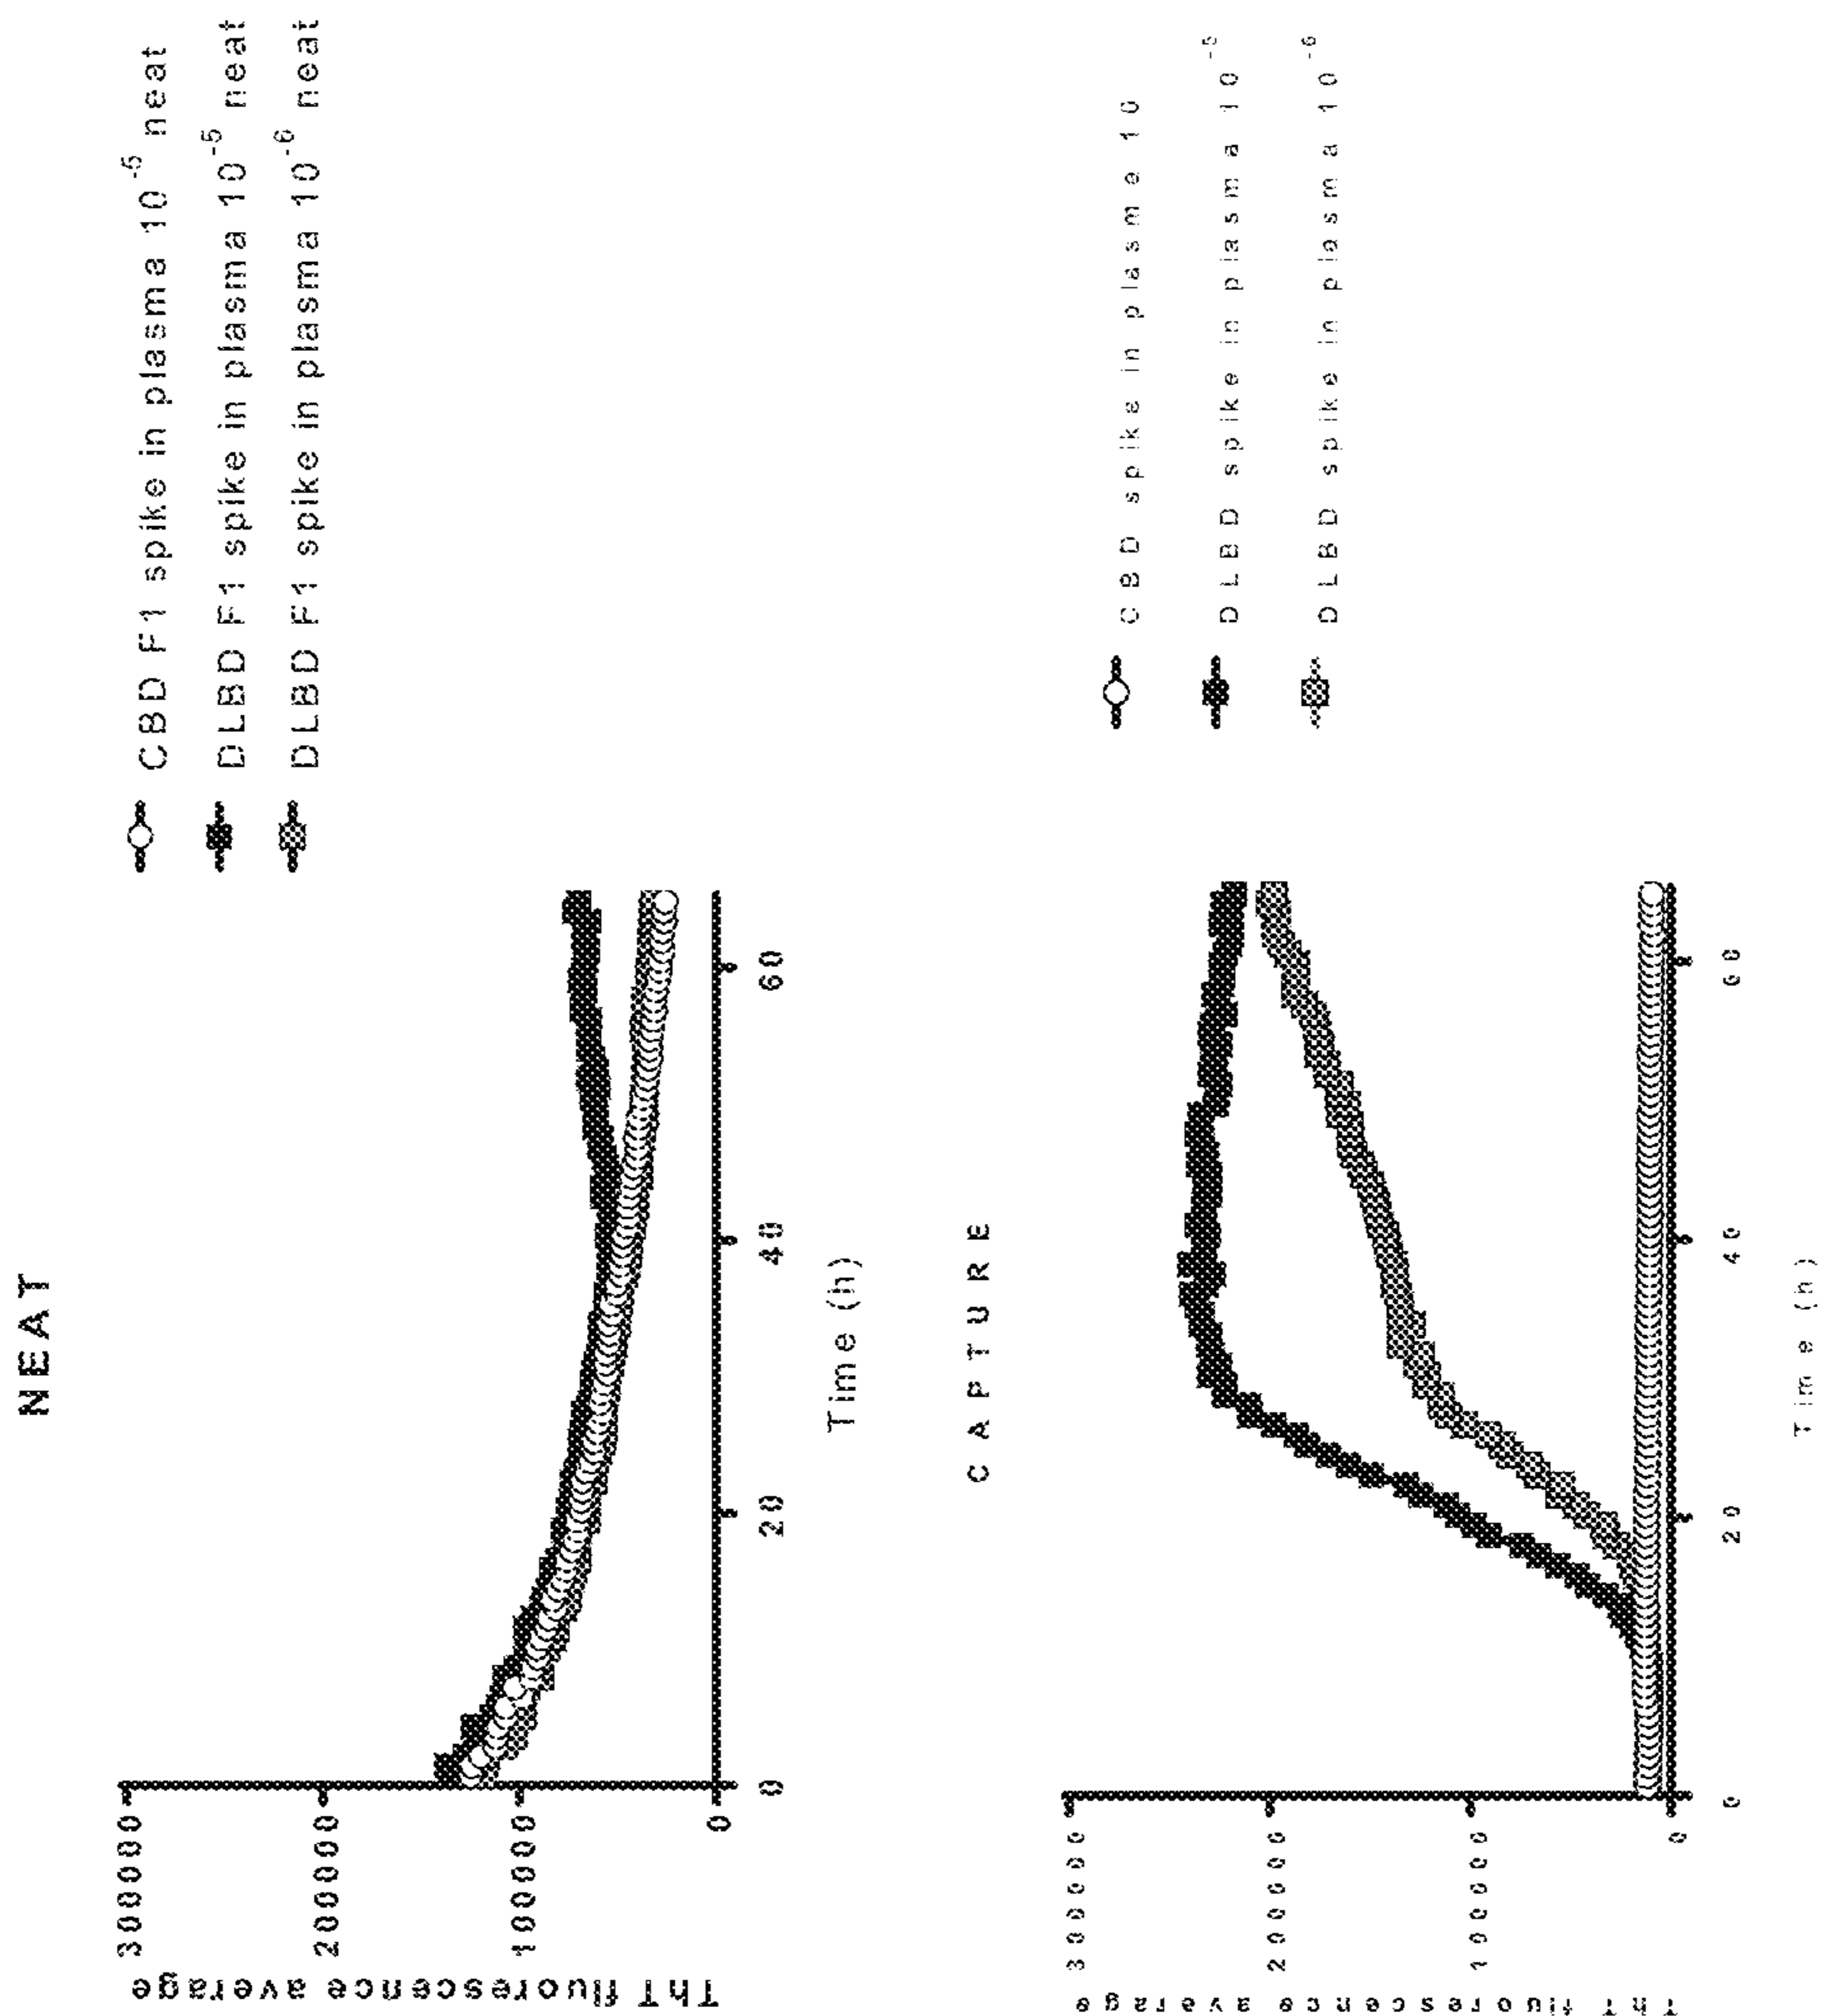 NEAT
CBD F1 spike in plasma 10-5 neat
DLBD F1 spike in plasma 10-5 neat
DLBD F1 spike in plasma 10-6 neat
ThT fluorescence average
300000
200000
100000
0
0
20
40
60
Time (h)
CAPTURE
CBD spike in plasma 10
DLBD spike in plasma 10-5
DLBD spike in plasma 10-6
ThT fluorescence average
300000
200000
100000
0
0
20
40
60
Time (h)